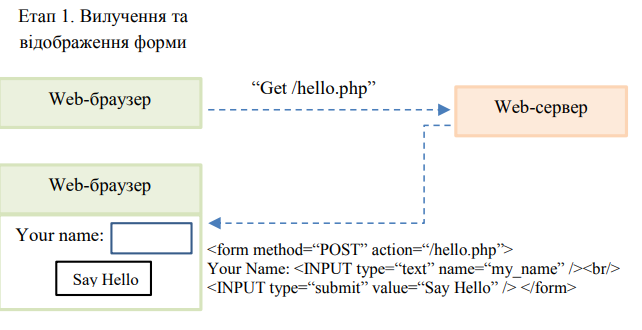 Етап 1. Вилучення та
відображення форми
Web-браузер
“Get /hello.php”
Web-сервер
Web-браузер
Your name:
Say Hello
<form method=“POST” action=“/hello.php”>
Your Name: <INPUT type=“text” name=“my_name” /><br/>
<INPUT type=“submit” value=“Say Hello” /> </form>